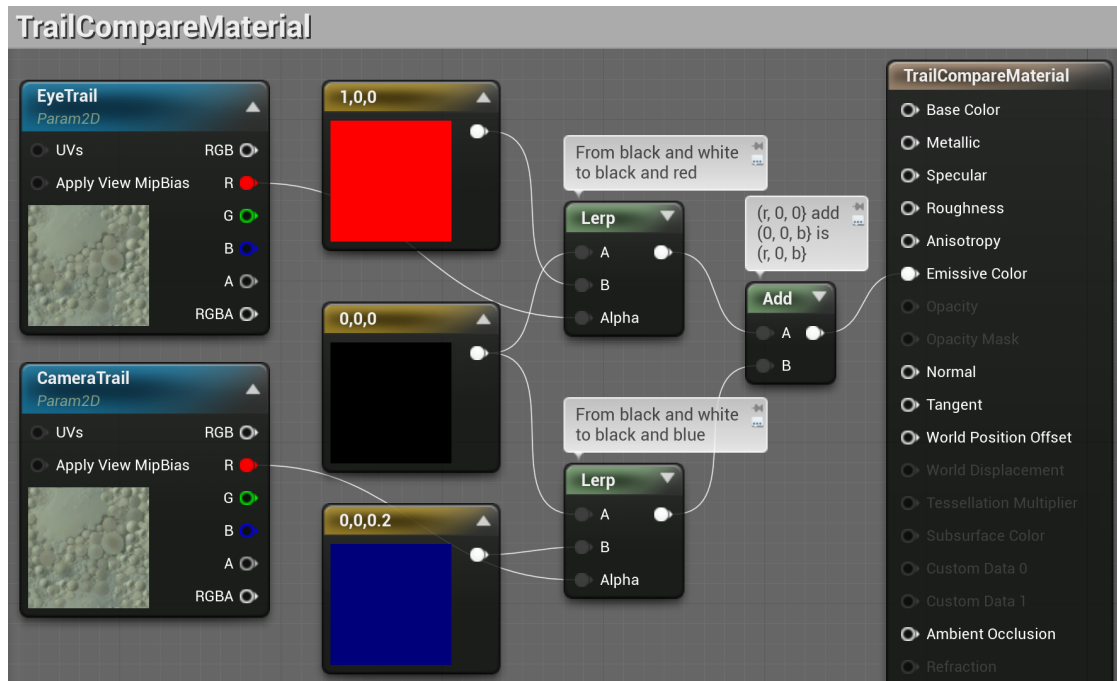 TrailCompareMaterial
EyeTrail
Param2D
UVs
RGB
Apply View MipBias
R
G
B
A
RGBA
CameraTrail
Param2D
UVs
RGB
Apply View MipBias
R
G
B
A
RGBA
1,0,0
0,0,0
0,0,0.2
From black and white
to black and red
Lerp
A
B
Alpha
From black and white
to black and blue
Lerp
A
B
Alpha
(r, 0, 0} add
(0, 0, b} is
(r, 0, b}
Add
A
B
TrailCompareMaterial
Base Color
Metallic
Specular
Roughness
Anisotropy
Emissive Color
Opacity
Opacity Mask
Normal
Tangent
World Position Offset
World Displacement
Tessellation Multiplier
Subsurface Color
Custom Data 0
Custom Data 1
Ambient Occlusion
Refraction